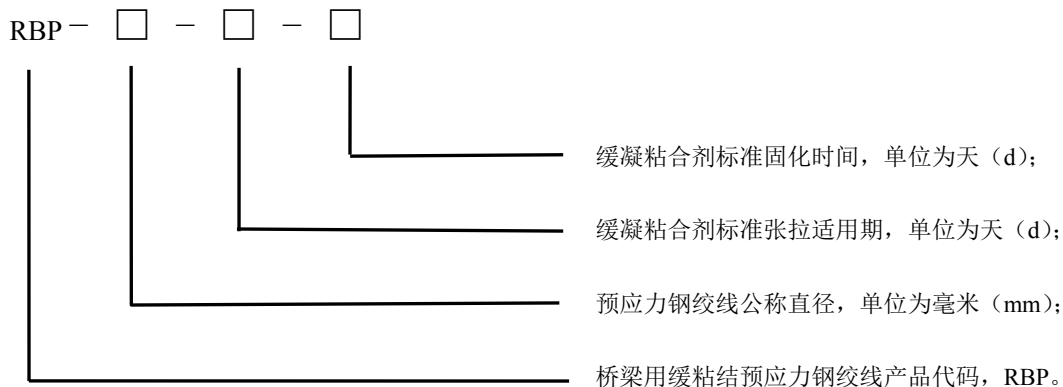 RBP－□－□－□
缓凝粘合剂标准固化时间，单位为天（d）；
缓凝粘合剂标准张拉适用期，单位为天（d）；
预应力钢绞线公称直径，单位为毫米（mm）；
桥梁用缓粘结预应力钢绞线产品代码，RBP。